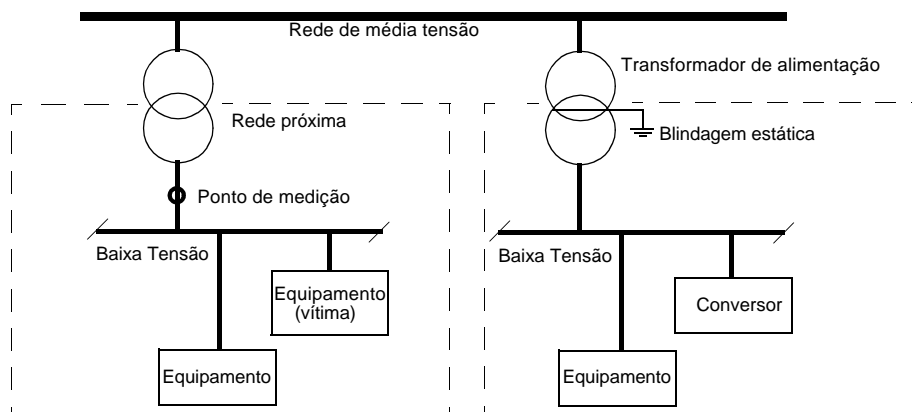 Rede de média tensão
Transformador de alimentação
Rede próxima
Blindagem estática
Ponto de medição
Baixa Tensão
Baixa Tensão
Equipamento
(vítima)
Conversor
Equipamento
Equipamento